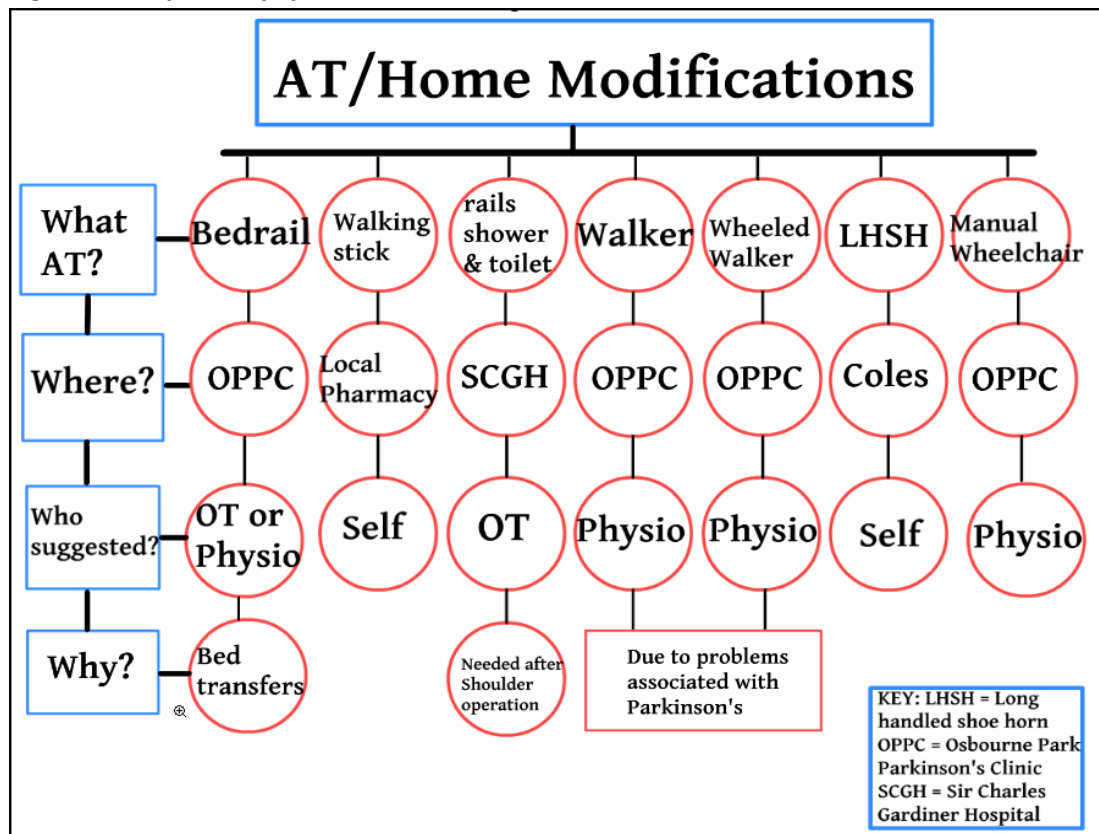 AT/Home Modifications
What
AT?
Bedrail
Walking
stick
rails
shower
& toilet
Walker
Wheeled
Walker
LHSH
Manual
Wheelchair
Where?
OPPC
Local
Pharmacy
SCGH
OPPC
OPPC
Coles
OPPC
Who
suggested?
OT or
Physio
Self
OT
Physio
Physio
Self
Physio
Why?
Bed
transfers
Needed after
Shoulder
operation
Due to problems
associated with
Parkinson's
KEY: LHSH = Long
handled shoe horn
OPPC = Osbourne Park
Parkinson's Clinic
SCGH = Sir Charles
Gardiner Hospital